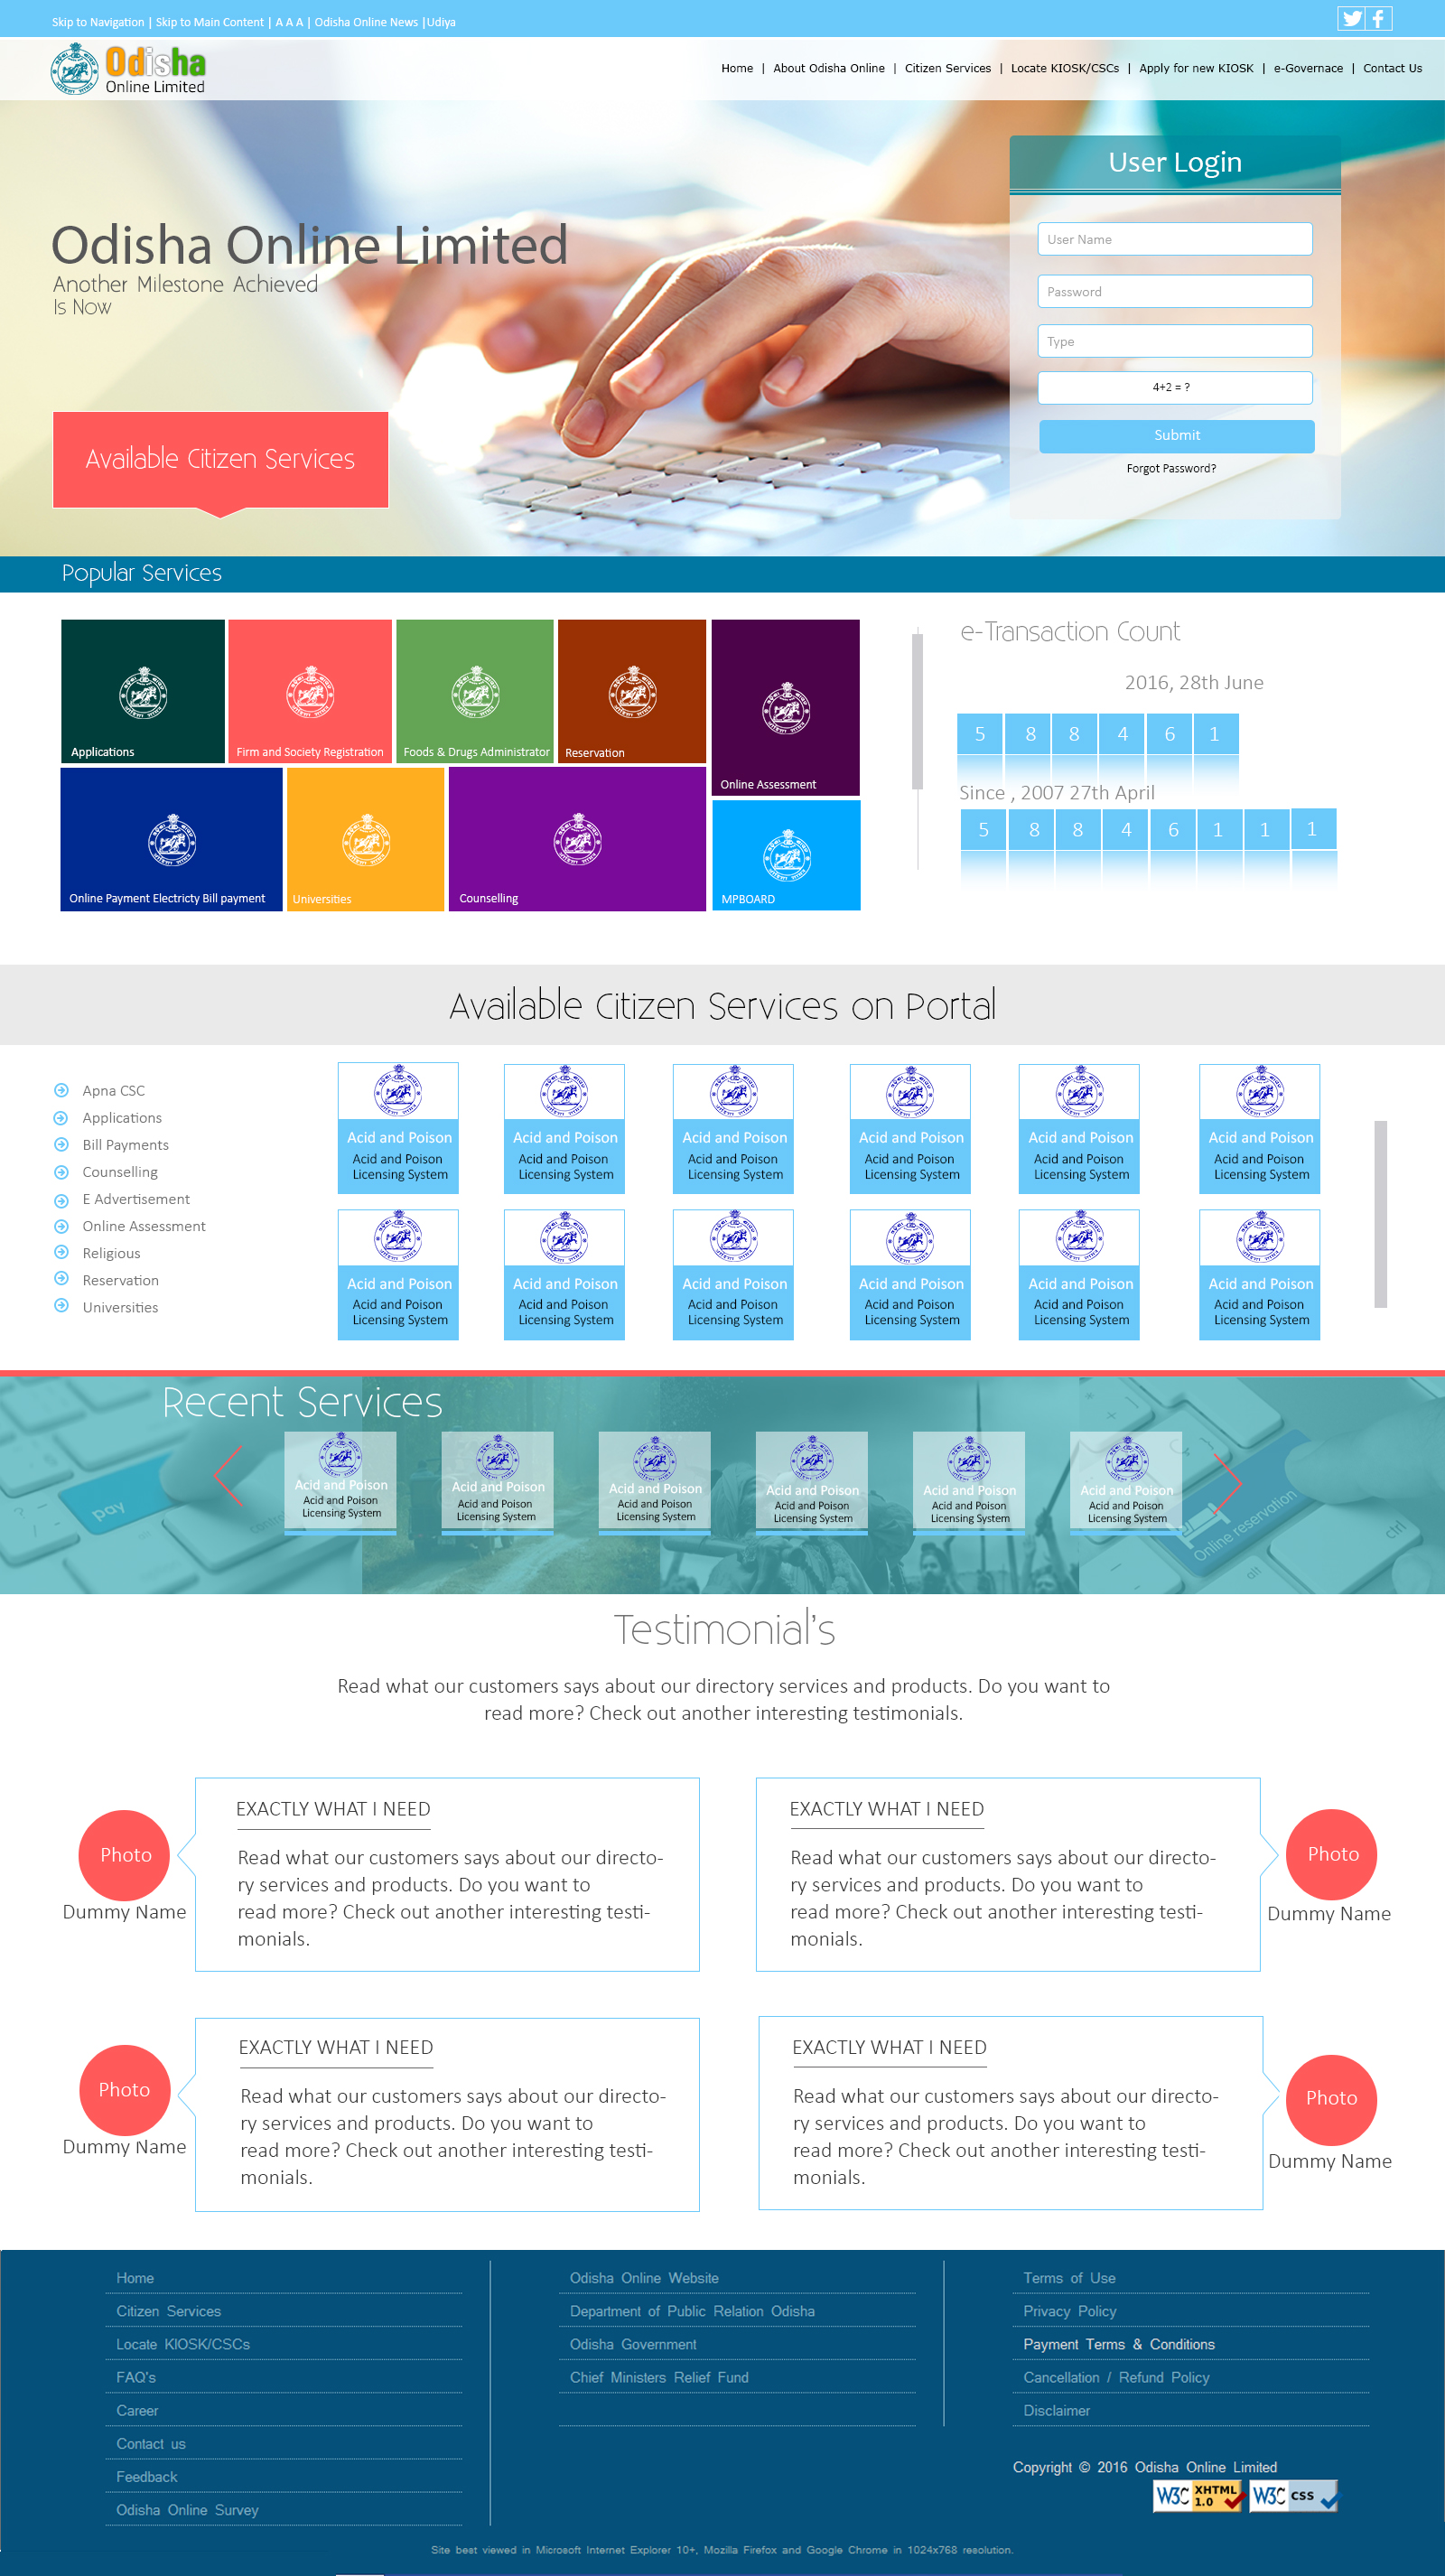 Skip to Navigation | Skip to Main Content | A A A | Odisha Online News |Udiya
Odisha
Online Limited
Home | About Odisha Online | Citizen Services | Locate KIOSK/CSCs | Apply for new KIOSK | e-Governace | Contact Us
User Login
User Name
Password
Type
4+2 = ?
Submit
Forgot Password?
Odisha Online Limited
Another Milestone Achieved
Is Now
Available Citizen Services
Popular Services
Applications
Firm and Society Registration
Foods & Drugs Administrator
Reservation
Online Assessment
Online Payment Electricty Bill payment
Universities
Counselling
MPBOARD
e-Transaction Count
2016, 28th June
5 8 8 4 6 1
Since , 2007 27th April
5 8 8 4 6 1 1 1
Available Citizen Services on Portal
Apna CSC
Applications
Bill Payments
Counselling
E Advertisement
Online Assessment
Religious
Reservation
Universities
Acid and Poison Acid and Poison Acid and Poison Acid and Poison Acid and Poison Acid and Poison
Acid and Poison Acid and Poison Acid and Poison Acid and Poison Acid and Poison Acid and Poison
Licensing System Licensing System Licensing System Licensing System Licensing System Licensing System
Acid and Poison Acid and Poison Acid and Poison Acid and Poison Acid and Poison Acid and Poison
Acid and Poison Acid and Poison Acid and Poison Acid and Poison Acid and Poison Acid and Poison
Licensing System Licensing System Licensing System Licensing System Licensing System Licensing System
Recent Services
Acid and Poison Acid and Poison Acid and Poison Acid and Poison Acid and Poison Acid and Poison
Acid and Poison Acid and Poison Acid and Poison Acid and Poison Acid and Poison Acid and Poison
Licensing System Licensing System Licensing System Licensing System Licensing System Licensing System
pay
Online reservation
ctrl
Testimonial's
Read what our customers says about our directory services and products. Do you want to
read more? Check out another interesting testimonials.
EXACTLY WHAT I NEED
Read what our customers says about our directo-
ry services and products. Do you want to
read more? Check out another interesting testi-
monials.
Photo
Dummy Name
EXACTLY WHAT I NEED
Read what our customers says about our directo-
ry services and products. Do you want to
read more? Check out another interesting testi-
monials.
Photo
Dummy Name
EXACTLY WHAT I NEED
Read what our customers says about our directo-
ry services and products. Do you want to
read more? Check out another interesting testi-
monials.
Photo
Dummy Name
EXACTLY WHAT I NEED
Read what our customers says about our directo-
ry services and products. Do you want to
read more? Check out another interesting testi-
monials.
Photo
Dummy Name
Home
Citizen Services
Locate KIOSK/CSCs
FAQ's
Career
Contact us
Feedback
Odisha Online Survey
Odisha Online Website
Department of Public Relation Odisha
Odisha Government
Chief Ministers Relief Fund
Terms of Use
Privacy Policy
Payment Terms & Conditions
Cancellation / Refund Policy
Disclaimer
Copyright © 2016 Odisha Online Limited
W3C XHTML 1.0
W3C CSS
Site best viewed in Microsoft Internet Explorer 10+, Mozilla Firefox and Google Chrome in 1024x768 resolution.